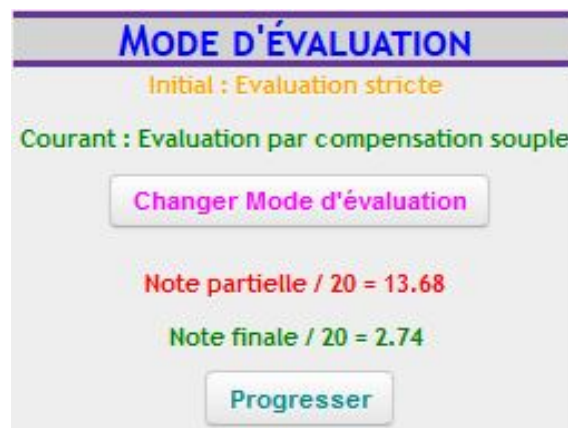 MODE D'ÉVALUATION
Initial : Evaluation stricte
Courant : Evaluation par compensation souple
Changer Mode d'évaluation
Note partielle / 20 = 13.68
Note finale / 20 = 2.74
Progresser